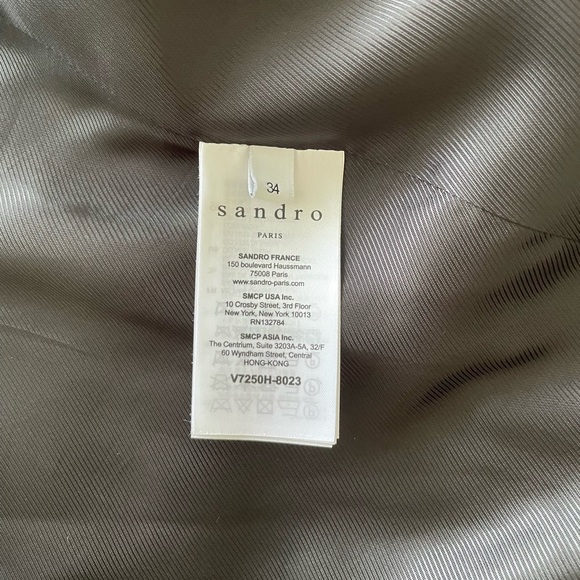 34
sandro
PARIS
SANDRO FRANCE
150 boulevard Haussmann
75008 Paris
www.sandro-paris.com
SMCP USA Inc.
10 Crosby Street, 3rd Floor
New York, New York 10013
RN132784
SMCP ASIA Inc.
The Centrium, Suite 3203A-5A, 32/F
60 Wyndham Street, Central
HONG-KONG
V7250H-8023